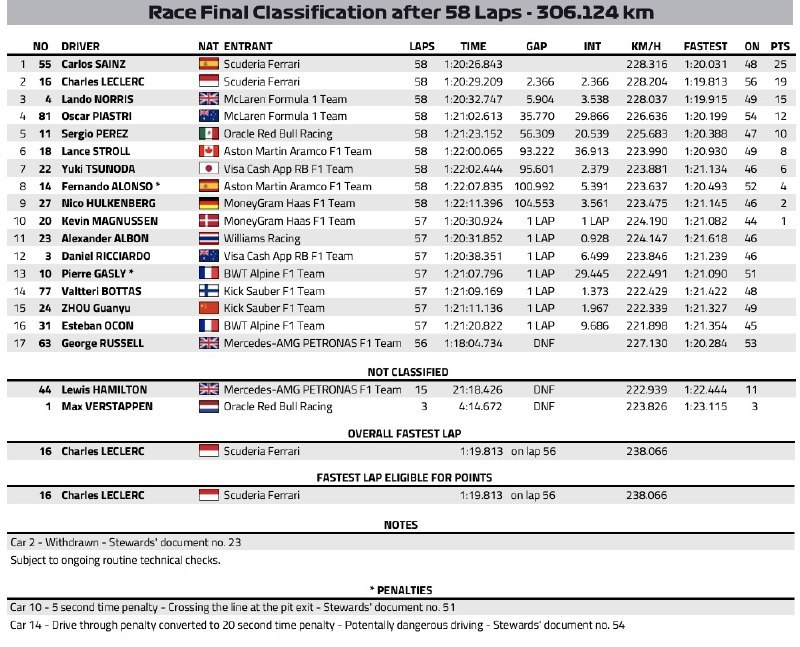 Race Final Classification after 58 Laps - 306.124 km
NO DRIVER NAT ENTRANT LAPS TIME GAP INT KM/H FASTEST ON PTS
1 55 Carlos SAINZ Scuderia Ferrari 58 1:20:26.843 228.316 1:20.031 48 25
2 16 Charles LECLERC Scuderia Ferrari 58 1:20:29.209 2.366 2.366 228.204 1:19.813 56 19
3 4 Lando NORRIS McLaren Formula 1 Team 58 1:20:32.747 5.904 3.538 228.037 1:19.915 49 15
4 81 Oscar PIASTRI McLaren Formula 1 Team 58 1:21:02.613 35.770 29.866 226.636 1:20.199 54 12
5 11 Sergio PEREZ Oracle Red Bull Racing 58 1:21:23.152 56.309 20.539 225.683 1:20.388 47 10
6 18 Lance STROLL Aston Martin Aramco F1 Team 58 1:22:00.065 93.222 36.913 223.990 1:20.930 49 8
7 22 Yuki TSUNODA Visa Cash App RB F1 Team 58 1:22:02.444 95.601 2.379 223.881 1:21.134 46 6
8 14 Fernando ALONSO * Aston Martin Aramco F1 Team 58 1:22:07.835 100.992 5.391 223.637 1:20.493 52 4
9 27 Nico HULKENBERG MoneyGram Haas F1 Team 58 1:22:11.396 104.553 3.561 223.475 1:21.145 46 2
10 20 Kevin MAGNUSSEN MoneyGram Haas F1 Team 57 1:20:30.924 1 LAP 1 LAP 224.190 1:21.082 44 1
11 23 Alexander ALBON Williams Racing 57 1:20:31.852 1 LAP 0.928 224.147 1:21.618 46
12 3 Daniel RICCIARDO Visa Cash App RB F1 Team 57 1:20:38.351 1 LAP 6.499 223.846 1:21.239 46
13 10 Pierre GASLY * BWT Alpine F1 Team 57 1:21:07.796 1 LAP 29.445 222.491 1:21.090 51
14 77 Valtteri BOTTAS Kick Sauber F1 Team 57 1:21:09.169 1 LAP 1.373 222.429 1:21.422 48
15 24 ZHOU Guanyu Kick Sauber F1 Team 57 1:21:11.136 1 LAP 1.967 222.339 1:21.327 49
16 31 Esteban OCON BWT Alpine F1 Team 57 1:21:20.822 1 LAP 9.686 221.898 1:21.354 45
17 63 George RUSSELL Mercedes-AMG PETRONAS F1 Team 56 1:18:04.734 DNF 227.130 1:20.284 53
NOT CLASSIFIED
44 Lewis HAMILTON Mercedes-AMG PETRONAS F1 Team 15 21:18.426 DNF 222.939 1:22.444 11
1 Max VERSTAPPEN Oracle Red Bull Racing 3 4:14.672 DNF 223.826 1:23.115 3
OVERALL FASTEST LAP
16 Charles LECLERC Scuderia Ferrari 1:19.813 on lap 56 238.066
FASTEST LAP ELIGIBLE FOR POINTS
16 Charles LECLERC Scuderia Ferrari 1:19.813 on lap 56 238.066
NOTES
Car 2 - Withdrawn - Stewards' document no. 23
Subject to ongoing routine technical checks.
* PENALTIES
Car 10 - 5 second time penalty - Crossing the line at the pit exit - Stewards' document no. 51
Car 14 - Drive through penalty converted to 20 second time penalty - Potentially dangerous driving - Stewards' document no. 54